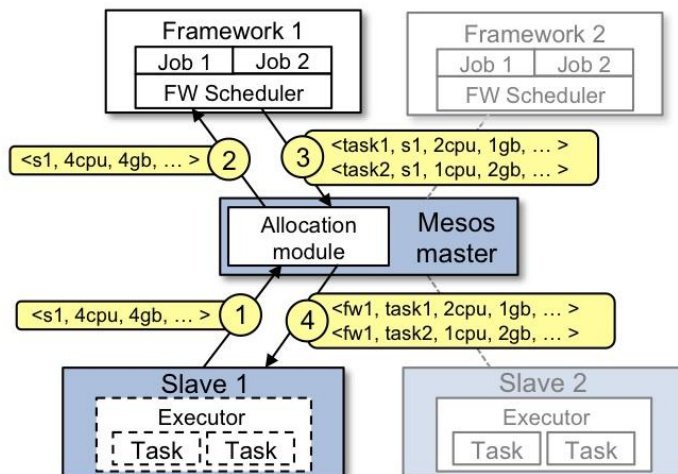 Framework 1
Job 1 Job 2
FW Scheduler
Framework 2
Job 1 Job 2
FW Scheduler
<s1, 4cpu, 4gb, … >
2
3
<task1, s1, 2cpu, 1gb, … >
<task2, s1, 1cpu, 2gb, … >
Allocation
module
Mesos
master
<s1, 4cpu, 4gb, … >
1
4
<fw1, task1, 2cpu, 1gb, … >
<fw1, task2, 1cpu, 2gb, … >
Slave 1
Executor
Task Task
Slave 2
Executor
Task Task